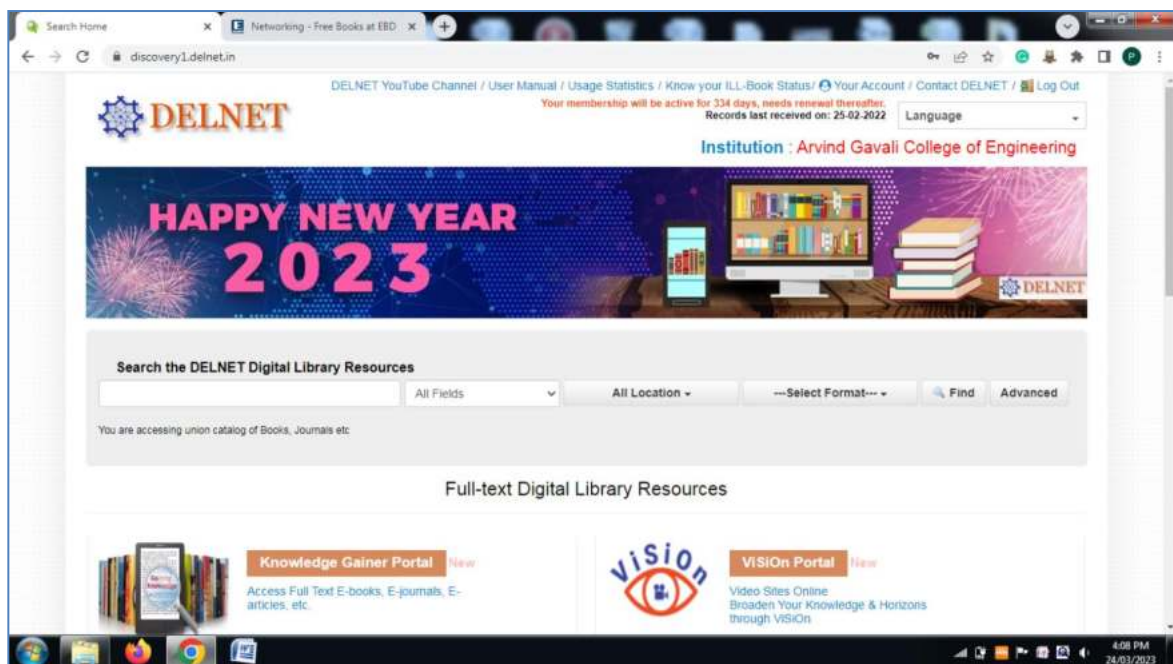 Search Home
Networking - Free Books at EBD
discovery1.delnet.in
P
DELNET YouTube Channel / User Manual / Usage Statistics / Know your ILL-Book Status/ Your Account / Contact DELNET / Log Out
Your membership will be active for 334 days, needs renewal thereafter.
Records last received on: 25-02-2022
Language
DELNET
Institution : Arvind Gavali College of Engineering
HAPPY NEW YEAR
2023
DELNET
Search the DELNET Digital Library Resources
All Fields
All Location
---Select Format---
Find
Advanced
You are accessing union catalog of Books, Journals etc
Full-text Digital Library Resources
Knowledge Gainer Portal New
Access Full Text E-books, E-journals, E-
articles, etc.
ViSiOn
ViSiOn Portal New
Video Sites Online
Broaden Your Knowledge & Horizons
through ViSiOn
4:08 PM
24/03/2023